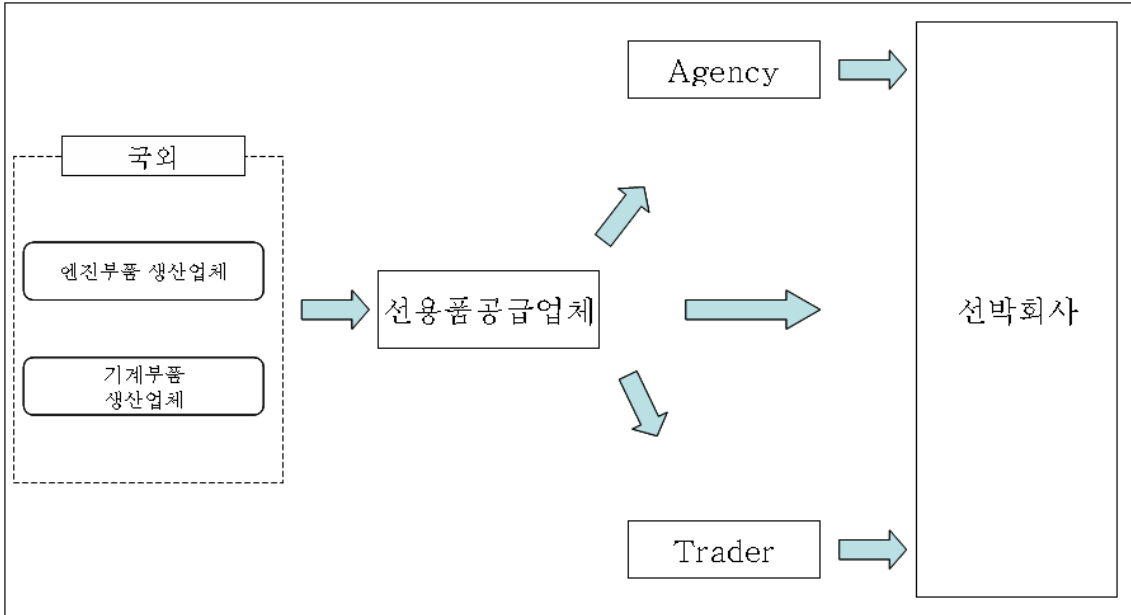 Agency
국외
엔진부품 생산업체
선용품공급업체
선박회사
기계부품
생산업체
Trader